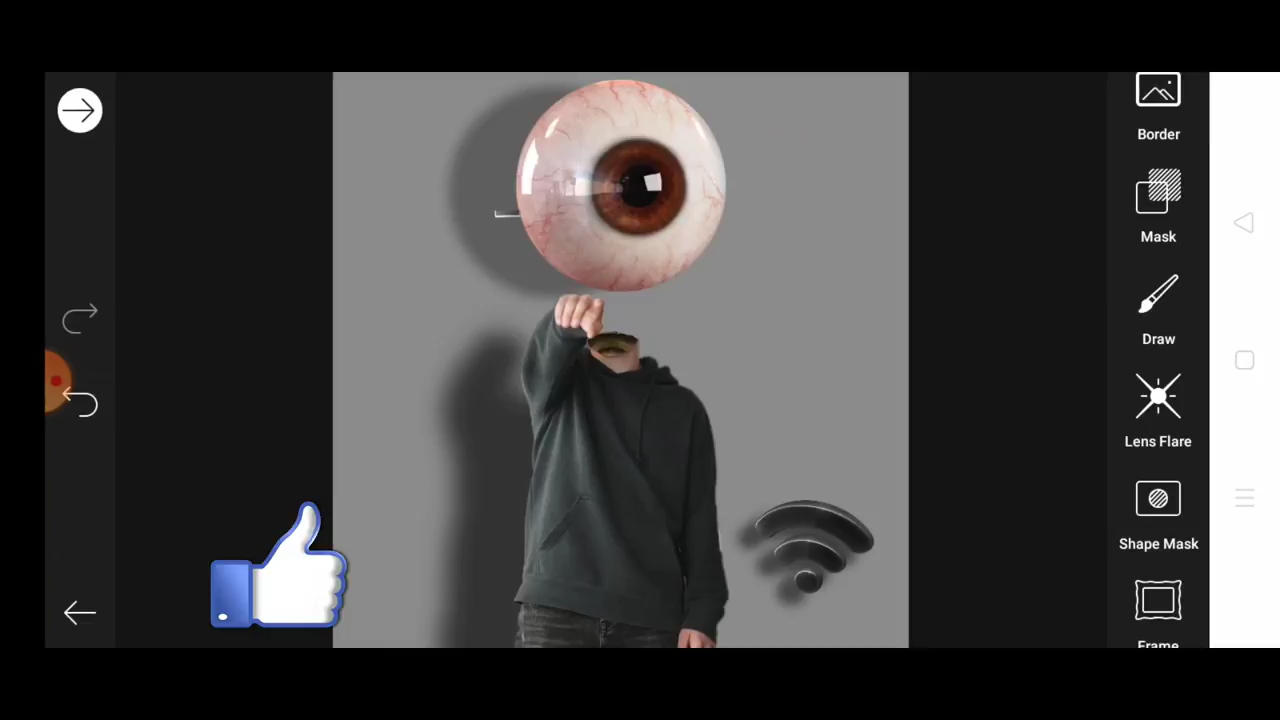 Border
Mask
Draw
Lens Flare
Shape Mask
Frame